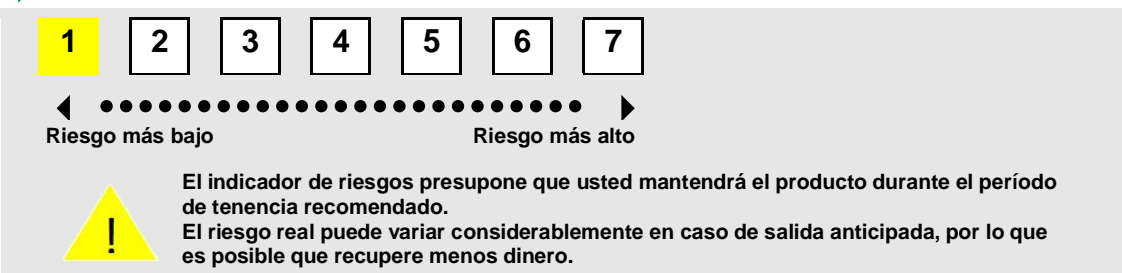 1 2 3 4 5 6 7
Riesgo más bajo Riesgo más alto
El indicador de riesgos presupone que usted mantendrá el producto durante el período
de tenencia recomendado.
El riesgo real puede variar considerablemente en caso de salida anticipada, por lo que
es posible que recupere menos dinero.
!